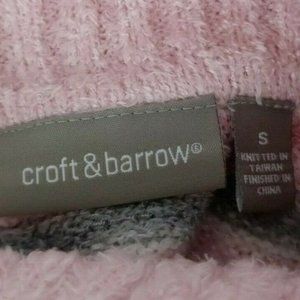 croft & barrow®
S
KNITTED IN
TAIWAN
FINISHED IN
CHINA